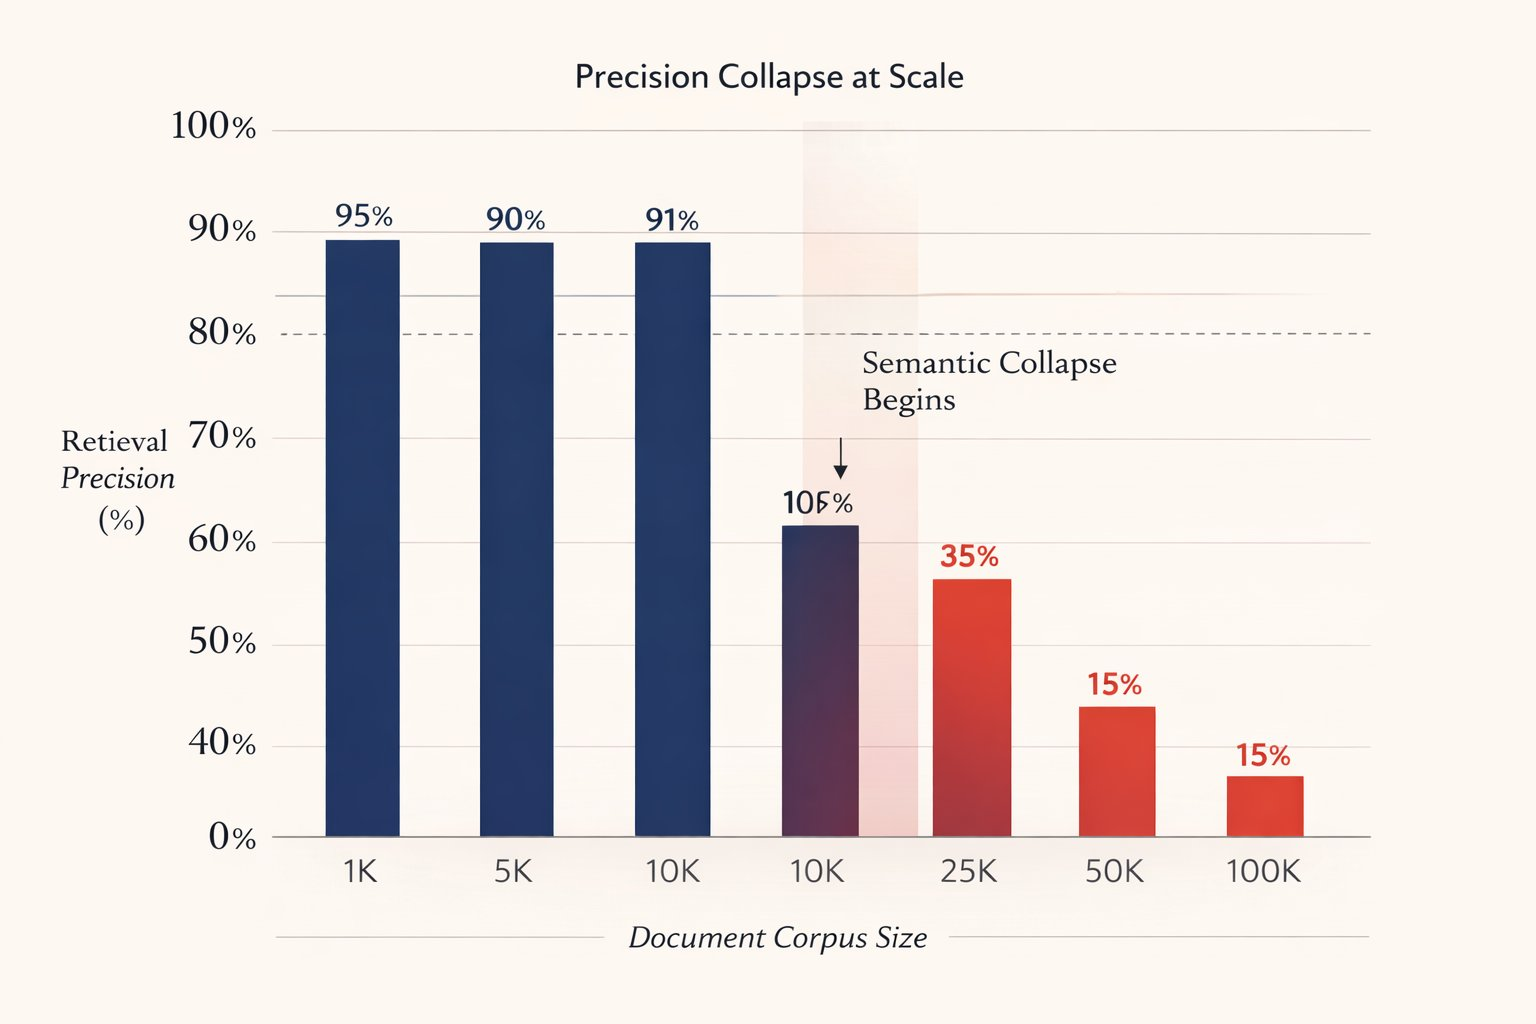 Precision Collapse at Scale
100%
90%
80%
70%
60%
50%
40%
0%
Retieval
Precision
(%)
95%
90%
91%
Semantic Collapse
Begins
35%
15%
15%
1K
5K
10K
10K
25K
50K
100K
Document Corpus Size